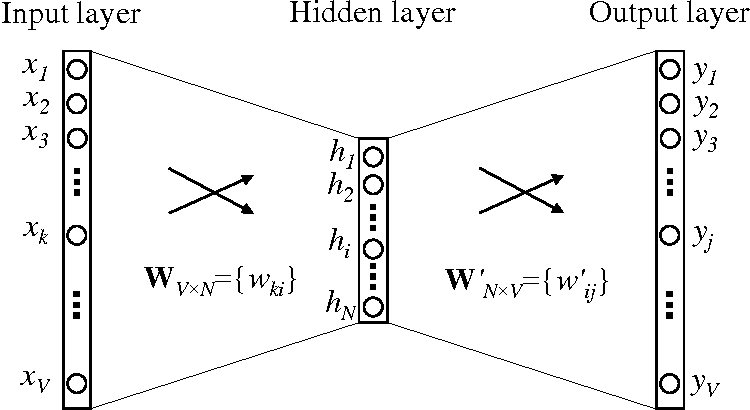 Input layer
Hidden layer
Output layer
x1
x2
x3
xk
xV
W V×N={wki}
h1
h2
hi
hN
W'N×V={w'ij}
y1
y2
y3
yj
yV